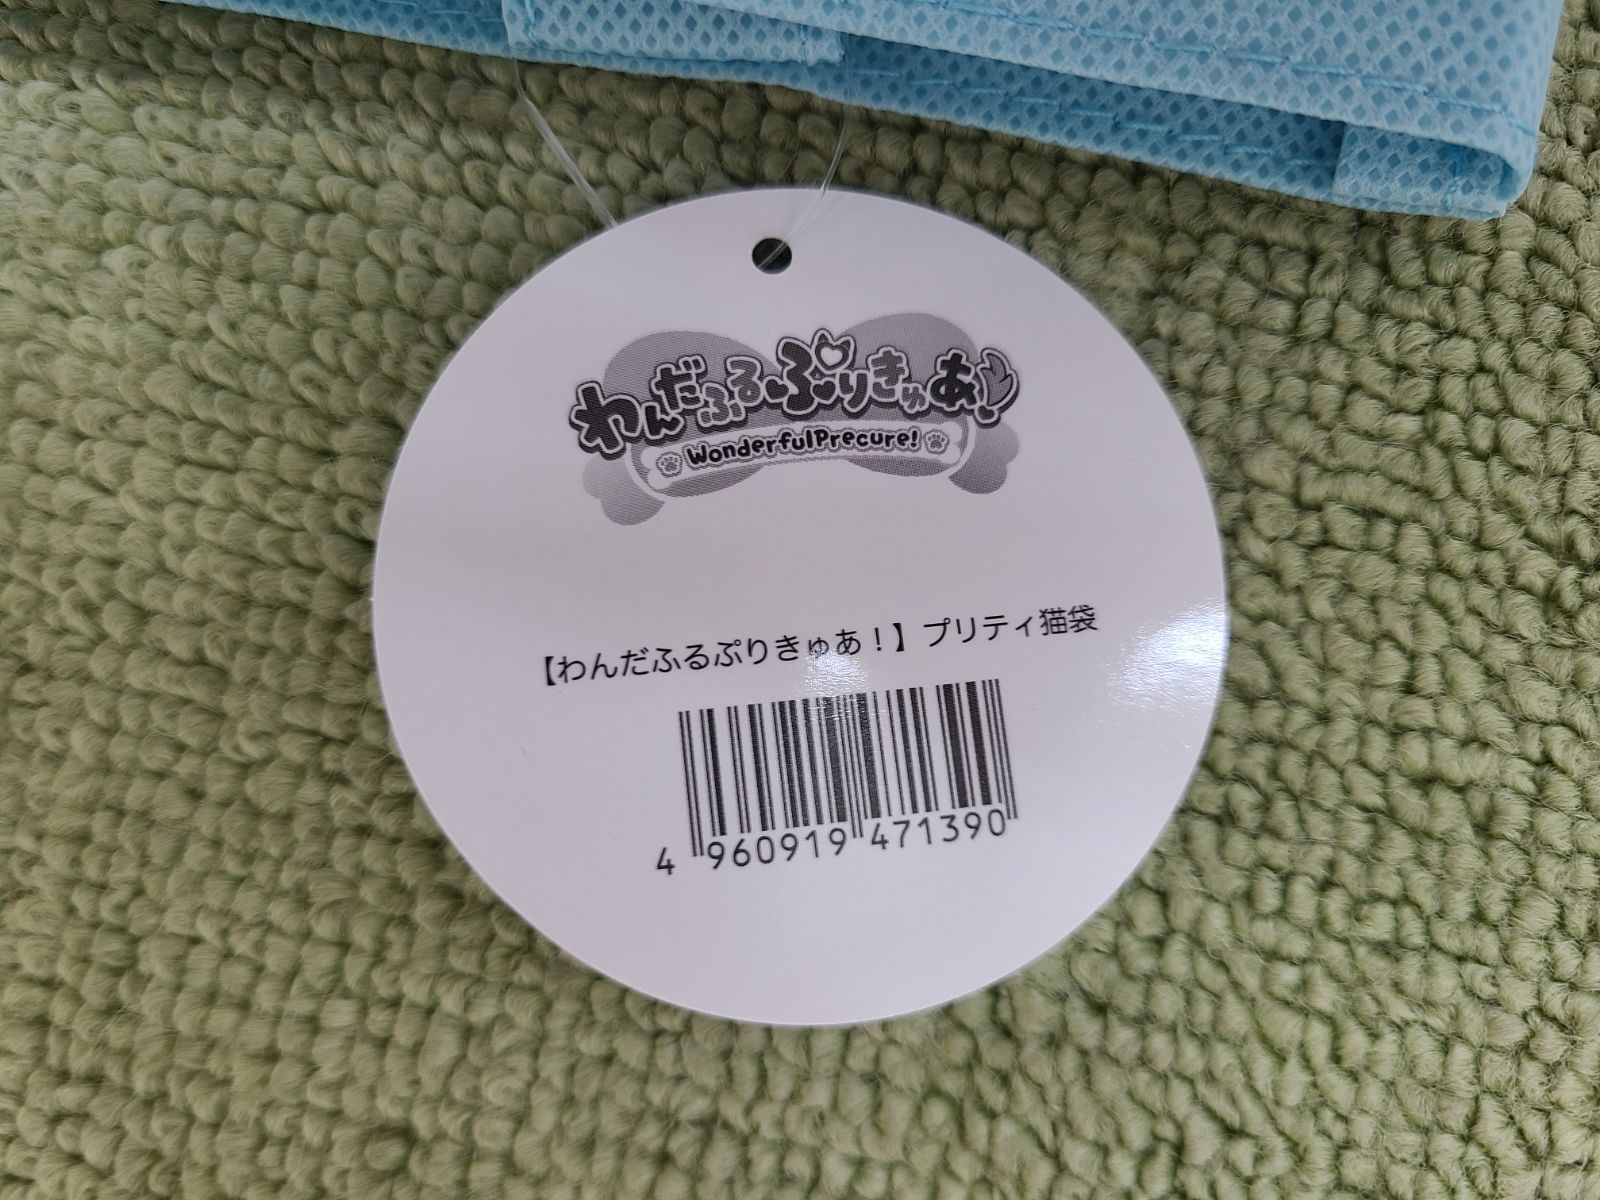 わんだふるぷりきゅあ!
WonderfulPrecure!
【わんだふるぷりきゅあ！】プリティ猫袋
4 960919 471390